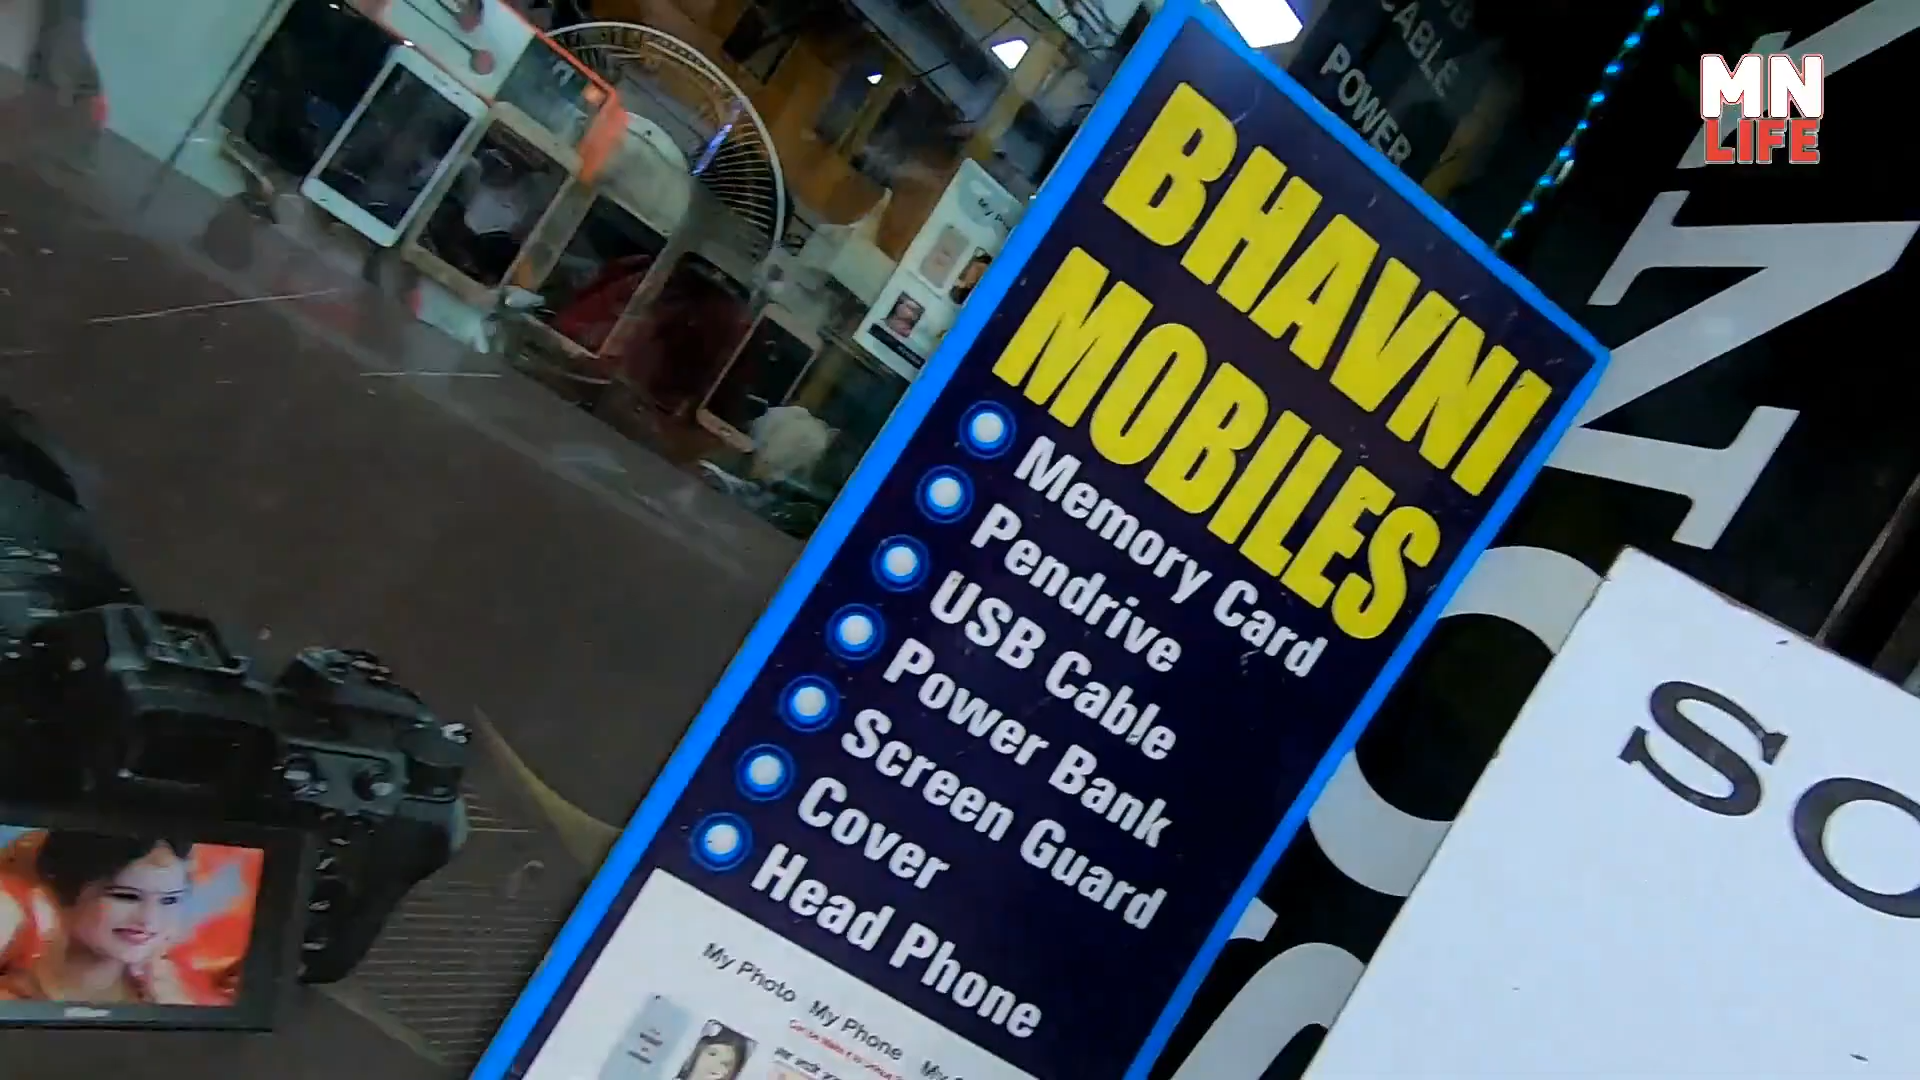 MN
LIFE
CABLE
POWER
BHAVNI
MOBILES
Memory Card
Pendrive
USB Cable
Power Bank
Screen Guard
Cover
Head Phone
My Photo My Phone My
SO